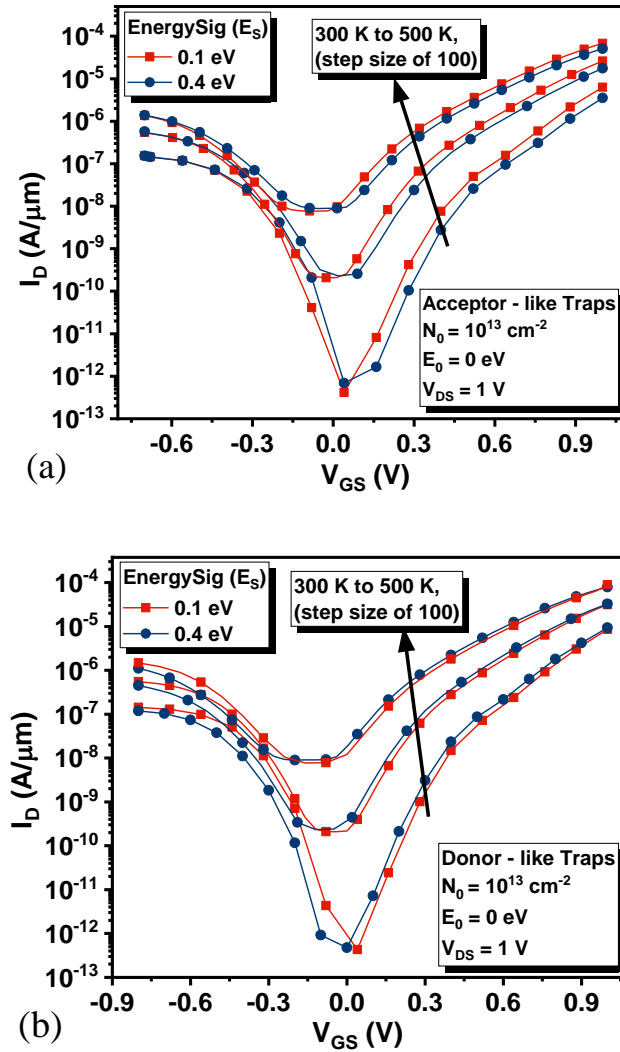 EnergySig (E_S)
0.1 eV
0.4 eV
300 K to 500 K,
(step size of 100)
10^-4
10^-5
10^-6
10^-7
10^-8
10^-9
10^-10
10^-11
10^-12
10^-13
I_D (A/μm)
Acceptor - like Traps
N_0 = 10^13 cm^-2
E_0 = 0 eV
V_DS = 1 V
-0.6 -0.3 0.0 0.3 0.6 0.9
V_GS (V)
(a)
EnergySig (E_S)
0.1 eV
0.4 eV
300 K to 500 K,
(step size of 100)
10^-4
10^-5
10^-6
10^-7
10^-8
10^-9
10^-10
10^-11
10^-12
10^-13
I_D (A/μm)
Donor - like Traps
N_0 = 10^13 cm^-2
E_0 = 0 eV
V_DS = 1 V
-0.9 -0.6 -0.3 0.0 0.3 0.6 0.9
V_GS (V)
(b)